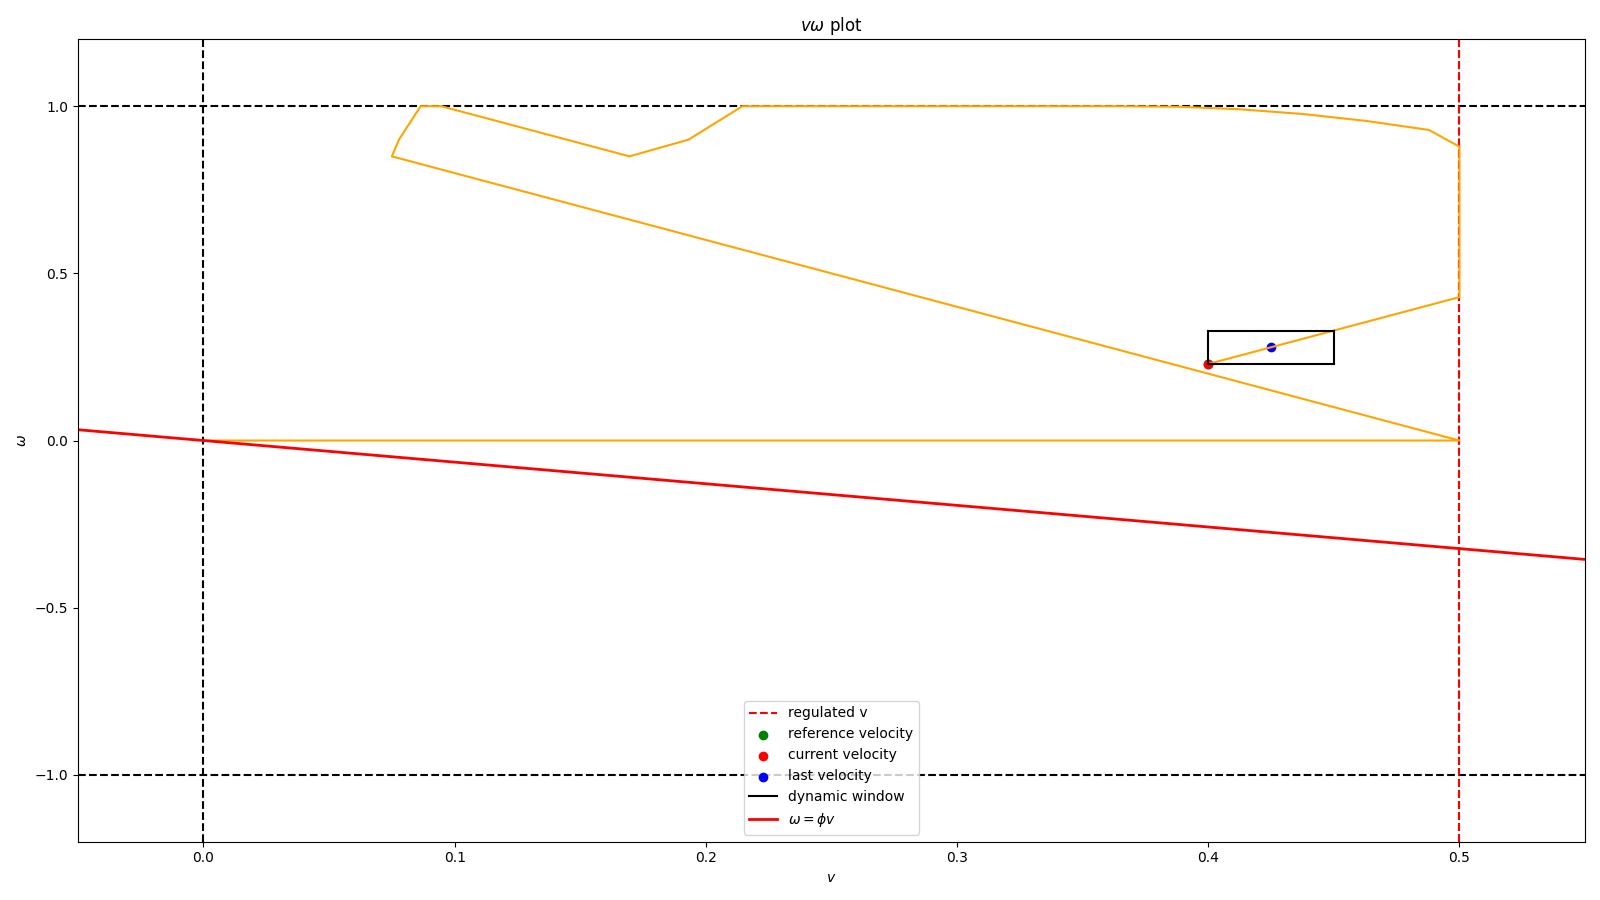 vω plot
1.0
0.5
0.0
−0.5
−1.0
ω
regulated v
reference velocity
current velocity
last velocity
dynamic window
ω = ϕv
0.0 0.1 0.2 0.3 0.4 0.5
v